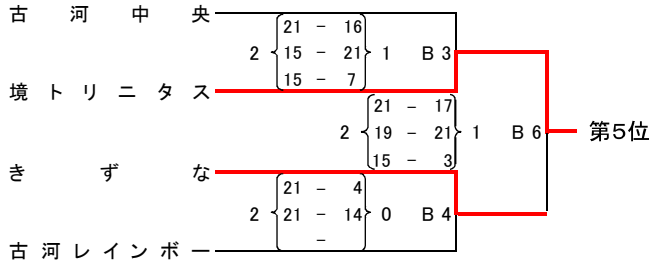 古河中央
21 - 16
2 15 - 21 1 B3
15 - 7
境トリニタス
21 - 17
2 19 - 21 1 B6 第5位
15 - 3
きずな
21 - 4
2 21 - 14 0 B4
-
古河レインボー